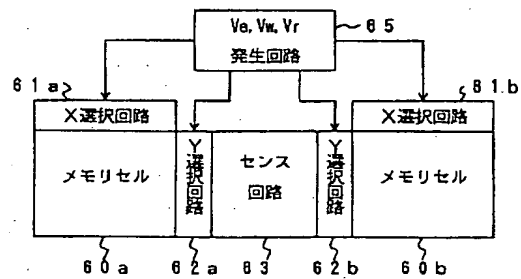 Ve, Vw, Vr
発生回路
65
61a
61b
X選択回路
X選択回路
メモリセル
Y選択回路
センス
回路
Y選択回路
メモリセル
60a
62a
63
62b
60b